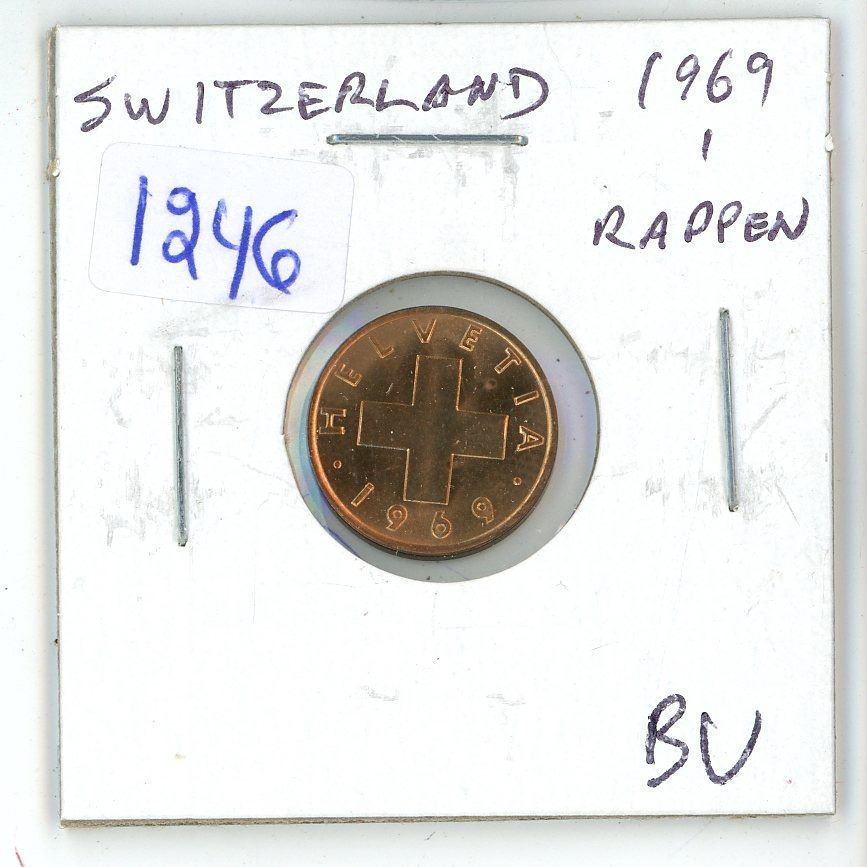 SWITZERLAND 1969
1
RAPPEN
1246
HELVETIA
· 1969 ·
BU